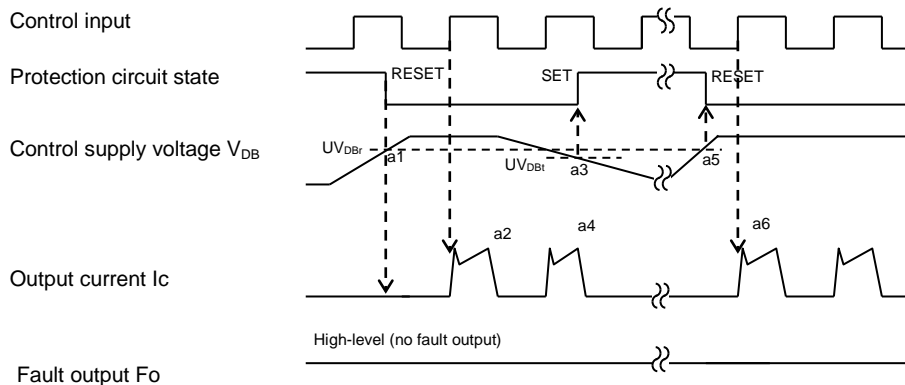 Control input
Protection circuit state
RESET
SET
RESET
Control supply voltage VDB
UVDBr
a1
UVDBt
a3
a5
a2
a4
a6
Output current Ic
High-level (no fault output)
Fault output Fo